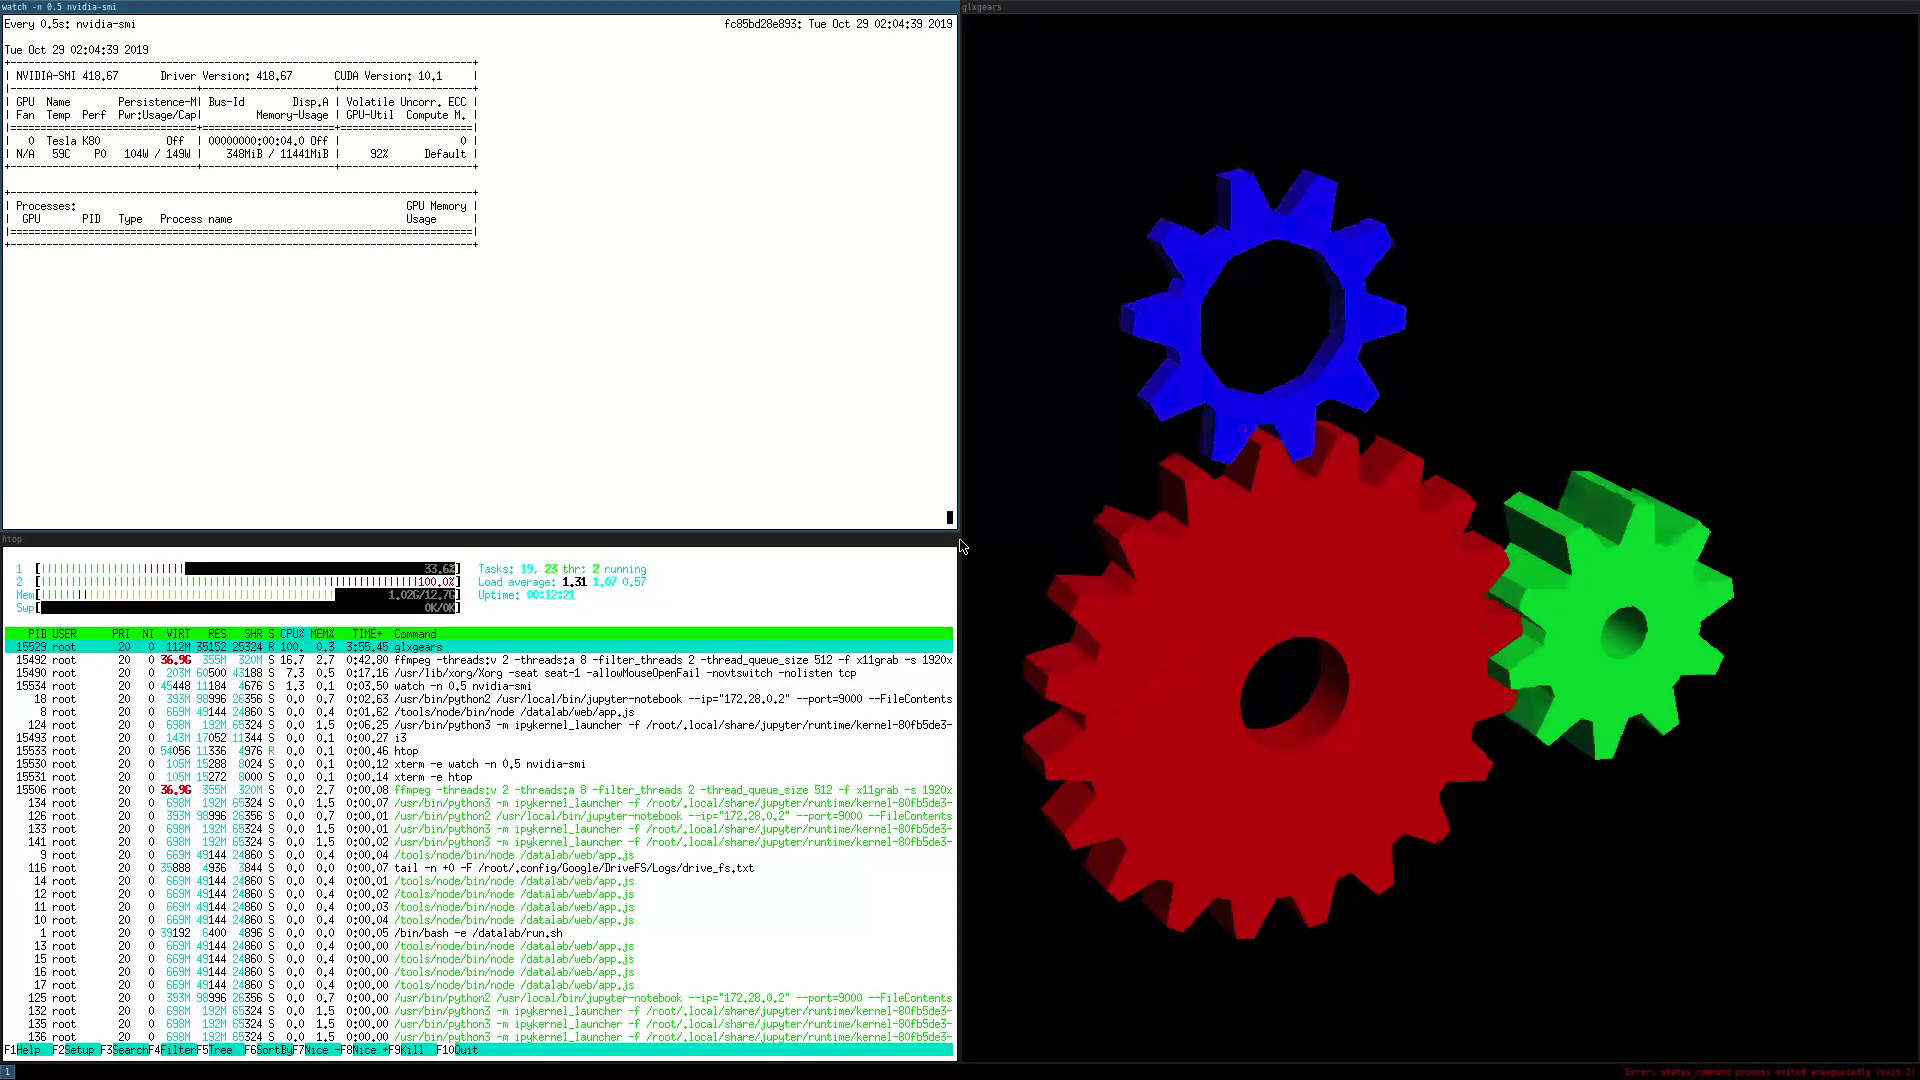 watch -n 0.5 nvidia-smi
Every 0.5s: nvidia-smi fc85bd28e893: Tue Oct 29 02:04:39 2019
Tue Oct 29 02:04:39 2019
| NVIDIA-SMI 418.67 Driver Version: 418.67 CUDA Version: 10.1 |
| GPU Name Persistence-M| Bus-Id Disp.A | Volatile Uncorr. ECC |
| Fan Temp Perf Pwr:Usage/Cap| Memory-Usage | GPU-Util Compute M. |
| 0 Tesla K80 Off | 00000000:00:04.0 Off | 0 |
| N/A 59C P0 104W / 149W | 348MiB / 11441MiB | 92% Default |
| Processes: GPU Memory |
| GPU PID Type Process name Usage |
htop
1 [ 33.6%]
2 [ 100.0%]
Mem[ 1.02G/12.7G]
Swp[ 0K/0K]
Tasks: 19, 23 thr; 2 running
Load average: 1.31 1.07 0.57
Uptime: 00:12:21
PID USER PRI NI VIRT RES SHR S CPU% MEM% TIME+ Command
15529 root 20 0 112M 35152 25324 R 100. 0.3 3:55.45 glxgears
15492 root 20 0 36.9G 355M 320M S 16.7 2.7 0:42.80 ffmpeg -threads:v 2 -threads:a 8 -filter_threads 2 -thread_queue_size 512 -f x11grab -s 1920x
15490 root 20 0 203M 60500 43188 S 7.3 0.5 0:17.16 /usr/lib/xorg/Xorg -seat seat-1 -allowMouseOpenFail -novtswitch -nolisten tcp
15534 root 20 0 45448 11184 4676 S 1.3 0.1 0:03.50 watch -n 0.5 nvidia-smi
18 root 20 0 393M 98996 26356 S 0.0 0.7 0:02.63 /usr/bin/python2 /usr/local/bin/jupyter-notebook --ip="172.28.0.2" --port=9000 --FileContents
8 root 20 0 669M 49144 24860 S 0.0 0.4 0:01.62 /tools/node/bin/node /datalab/web/app.js
124 root 20 0 698M 192M 65324 S 0.0 1.5 0:00.73 /usr/bin/python3 -m ipykernel_launcher -f /root/.local/share/jupyter/runtime/kernel-80fb5de3-
15493 root 20 0 143M 17052 11344 S 0.0 0.1 0:00.27 i3
15533 root 20 0 54056 11336 4976 R 0.0 0.1 0:00.46 htop
15530 root 20 0 105M 15288 8024 S 0.0 0.1 0:00.12 xterm -e watch -n 0.5 nvidia-smi
15531 root 20 0 105M 15272 8000 S 0.0 0.1 0:00.14 xterm -e htop
15506 root 20 0 36.9G 355M 320M S 0.0 2.7 0:00.08 ffmpeg -threads:v 2 -threads:a 8 -filter_threads 2 -thread_queue_size 512 -f x11grab -s 1920x
134 root 20 0 698M 192M 65324 S 0.0 1.5 0:00.07 /usr/bin/python3 -m ipykernel_launcher -f /root/.local/share/jupyter/runtime/kernel-80fb5de3-
126 root 20 0 393M 98996 26356 S 0.0 0.7 0:00.01 /usr/bin/python2 /usr/local/bin/jupyter-notebook --ip="172.28.0.2" --port=9000 --FileContents
133 root 20 0 698M 192M 65324 S 0.0 1.5 0:00.01 /usr/bin/python3 -m ipykernel_launcher -f /root/.local/share/jupyter/runtime/kernel-80fb5de3-
141 root 20 0 698M 192M 65324 S 0.0 1.5 0:00.02 /usr/bin/python3 -m ipykernel_launcher -f /root/.local/share/jupyter/runtime/kernel-80fb5de3-
9 root 20 0 669M 49144 24860 S 0.0 0.4 0:00.04 /tools/node/bin/node /datalab/web/app.js
116 root 20 0 35888 4936 3844 S 0.0 0.0 0:00.07 tail -n +0 -F /root/.config/Google/DriveFS/Logs/drive_fs.txt
14 root 20 0 669M 49144 24860 S 0.0 0.4 0:00.01 /tools/node/bin/node /datalab/web/app.js
12 root 20 0 669M 49144 24860 S 0.0 0.4 0:00.02 /tools/node/bin/node /datalab/web/app.js
11 root 20 0 669M 49144 24860 S 0.0 0.4 0:00.03 /tools/node/bin/node /datalab/web/app.js
10 root 20 0 669M 49144 24860 S 0.0 0.4 0:00.04 /tools/node/bin/node /datalab/web/app.js
1 root 20 0 39192 6400 4896 S 0.0 0.0 0:00.05 /bin/bash -e /datalab/run.sh
13 root 20 0 669M 49144 24860 S 0.0 0.4 0:00.00 /tools/node/bin/node /datalab/web/app.js
15 root 20 0 669M 49144 24860 S 0.0 0.4 0:00.00 /tools/node/bin/node /datalab/web/app.js
16 root 20 0 669M 49144 24860 S 0.0 0.4 0:00.00 /tools/node/bin/node /datalab/web/app.js
17 root 20 0 669M 49144 24860 S 0.0 0.4 0:00.00 /tools/node/bin/node /datalab/web/app.js
125 root 20 0 393M 98996 26356 S 0.0 0.7 0:00.00 /usr/bin/python2 /usr/local/bin/jupyter-notebook --ip="172.28.0.2" --port=9000 --FileContents
132 root 20 0 698M 192M 65324 S 0.0 1.5 0:00.00 /usr/bin/python3 -m ipykernel_launcher -f /root/.local/share/jupyter/runtime/kernel-80fb5de3-
135 root 20 0 698M 192M 65324 S 0.0 1.5 0:00.00 /usr/bin/python3 -m ipykernel_launcher -f /root/.local/share/jupyter/runtime/kernel-80fb5de3-
136 root 20 0 698M 192M 65324 S 0.0 1.5 0:00.00 /usr/bin/python3 -m ipykernel_launcher -f /root/.local/share/jupyter/runtime/kernel-80fb5de3-
F1Help F2Setup F3SearchF4FilterF5Tree F6SortByF7Nice -F8Nice +F9Kill F10Quit
glxgears
1
Error: status_command process exited unexpectedly (exit 2)